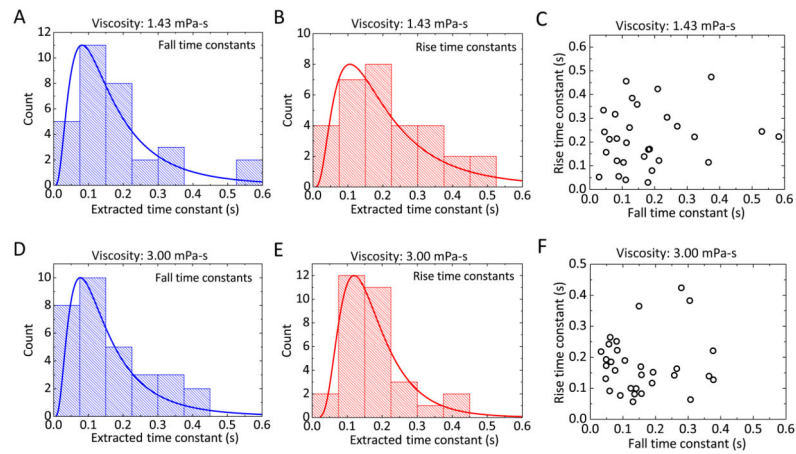 A
Viscosity: 1.43 mPa-s
Fall time constants
Count
12
10
8
6
4
2
0
0.0 0.1 0.2 0.3 0.4 0.5 0.6
Extracted time constant (s)
B
Viscosity: 1.43 mPa-s
Rise time constants
Count
10
8
6
4
2
0
0.0 0.1 0.2 0.3 0.4 0.5 0.6
Extracted time constant (s)
C
Viscosity: 1.43 mPa-s
Rise time constant (s)
0.6
0.5
0.4
0.3
0.2
0.1
0.0
0.0 0.1 0.2 0.3 0.4 0.5 0.6
Fall time constant (s)
D
Viscosity: 3.00 mPa-s
Fall time constants
Count
10
8
6
4
2
0
0.0 0.1 0.2 0.3 0.4 0.5 0.6
Extracted time constant (s)
E
Viscosity: 3.00 mPa-s
Rise time constants
Count
12
10
8
6
4
2
0
0.0 0.1 0.2 0.3 0.4 0.5 0.6
Extracted time constant (s)
F
Viscosity: 3.00 mPa-s
Rise time constant (s)
0.5
0.4
0.3
0.2
0.1
0.0
0.0 0.1 0.2 0.3 0.4 0.5 0.6
Fall time constant (s)